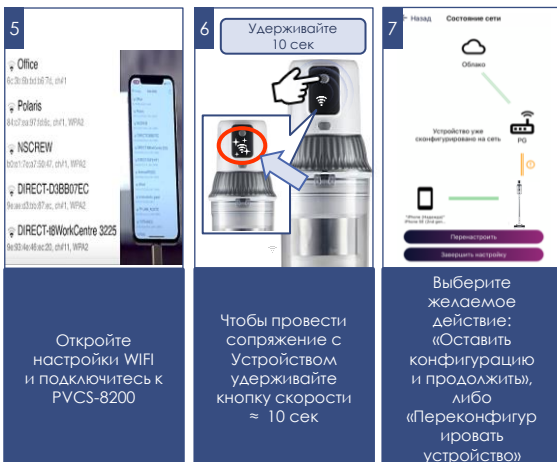 5
Office
Polaris
NSCREW
DIRECT-D3BB07EC
DIRECT-t8WorkCentre 3225
Откройте
настройки WIFI
и подключитесь к
PVCS-8200
6
Удерживайте
10 сек
Чтобы провести
сопряжение с
Устройством
удерживайте
кнопку скорости
≈ 10 сек
7
Назад Состояние сети
Облако
Устройство уже
сконфигурировано на сеть
PG
Перенастроить
Завершить настройку
Выберите
желаемое
действие:
«Оставить
конфигурацию
и продолжить»,
либо
«Переконфигур
ировать
устройство»